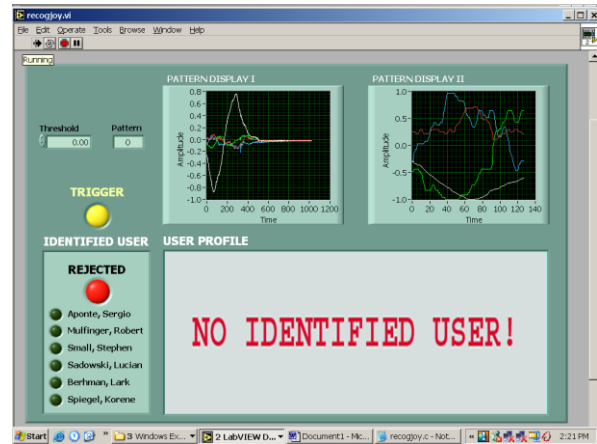 recogjoy.vi
File Edit Operate Tools Browse Window Help
Running
PATTERN DISPLAY I
PATTERN DISPLAY II
Threshold Pattern
0.00 0
Amplitude
0.8
0.6
0.4
0.2
0.0
-0.2
-0.4
-0.6
-0.8
-1.0
0 200 400 600 800 1000 1200
Time
Amplitude
1.0
0.5
0.0
-0.5
-1.0
0 20 40 60 80 100 120 140
Time
TRIGGER
IDENTIFIED USER
USER PROFILE
REJECTED
Aponte, Sergio
Mulfinger, Robert
Small, Stephen
Sadowski, Lucian
Berhman, Lark
Spiegel, Korene
NO IDENTIFIED USER!
Start
3 Windows Ex...
2 LabVIEW D...
Document1 - Mic...
recogjoy.c - Not...
2:21 PM